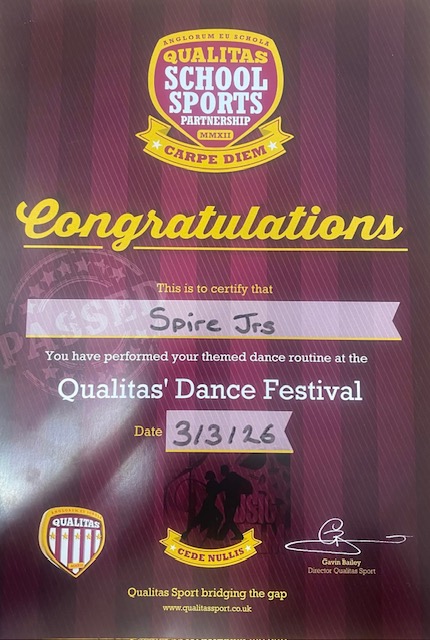 ANGLORUM EU SCHOLA
QUALITAS
SCHOOL
SPORTS
PARTNERSHIP
MMXII
CARPE DIEM
Congratulations
PASSED
This is to certify that
Spire Jrs
You have performed your themed dance routine at the
Qualitas' Dance Festival
Date 3/3/26
QUALITAS
CEDE NULLIS
Gavin Bailey
Director Qualitas Sport
Qualitas Sport bridging the gap
www.qualitassport.co.uk